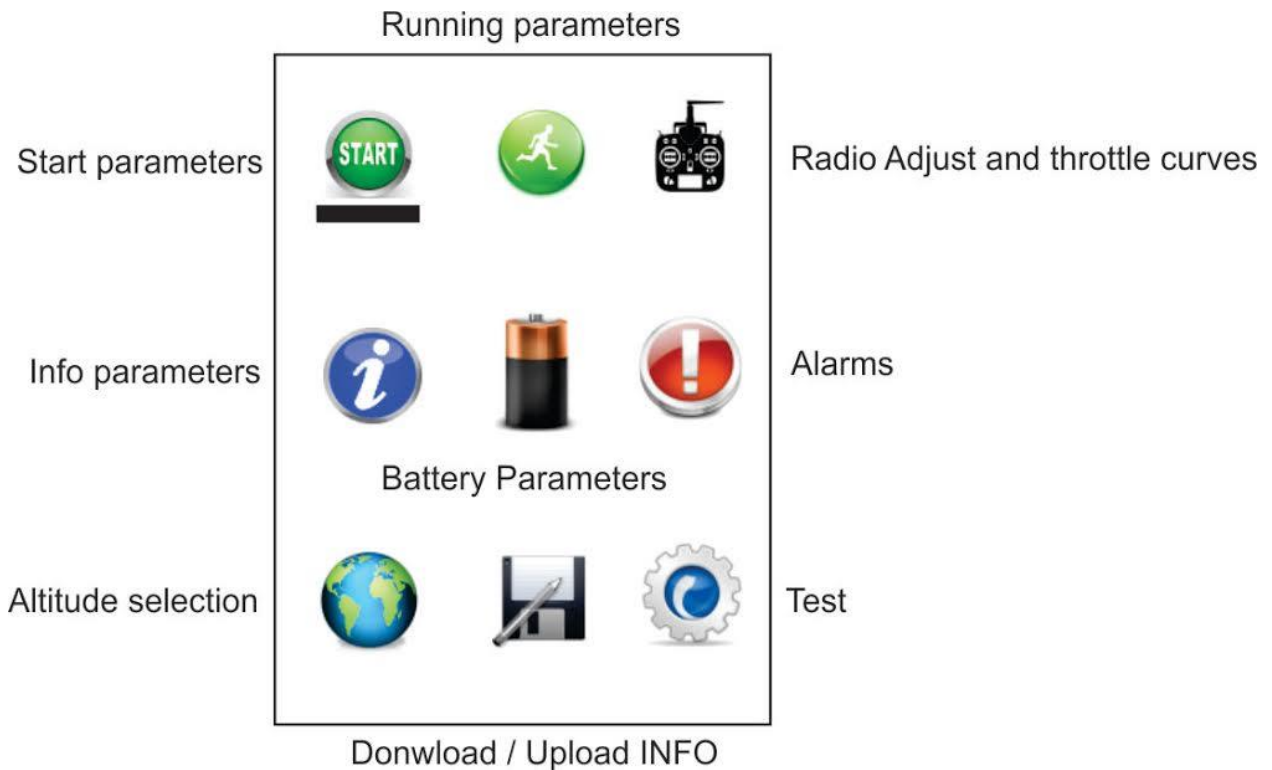 Running parameters
Start parameters
START
Radio Adjust and throttle curves
Info parameters
i
!
Alarms
Battery Parameters
Altitude selection
Test
Donwload / Upload INFO